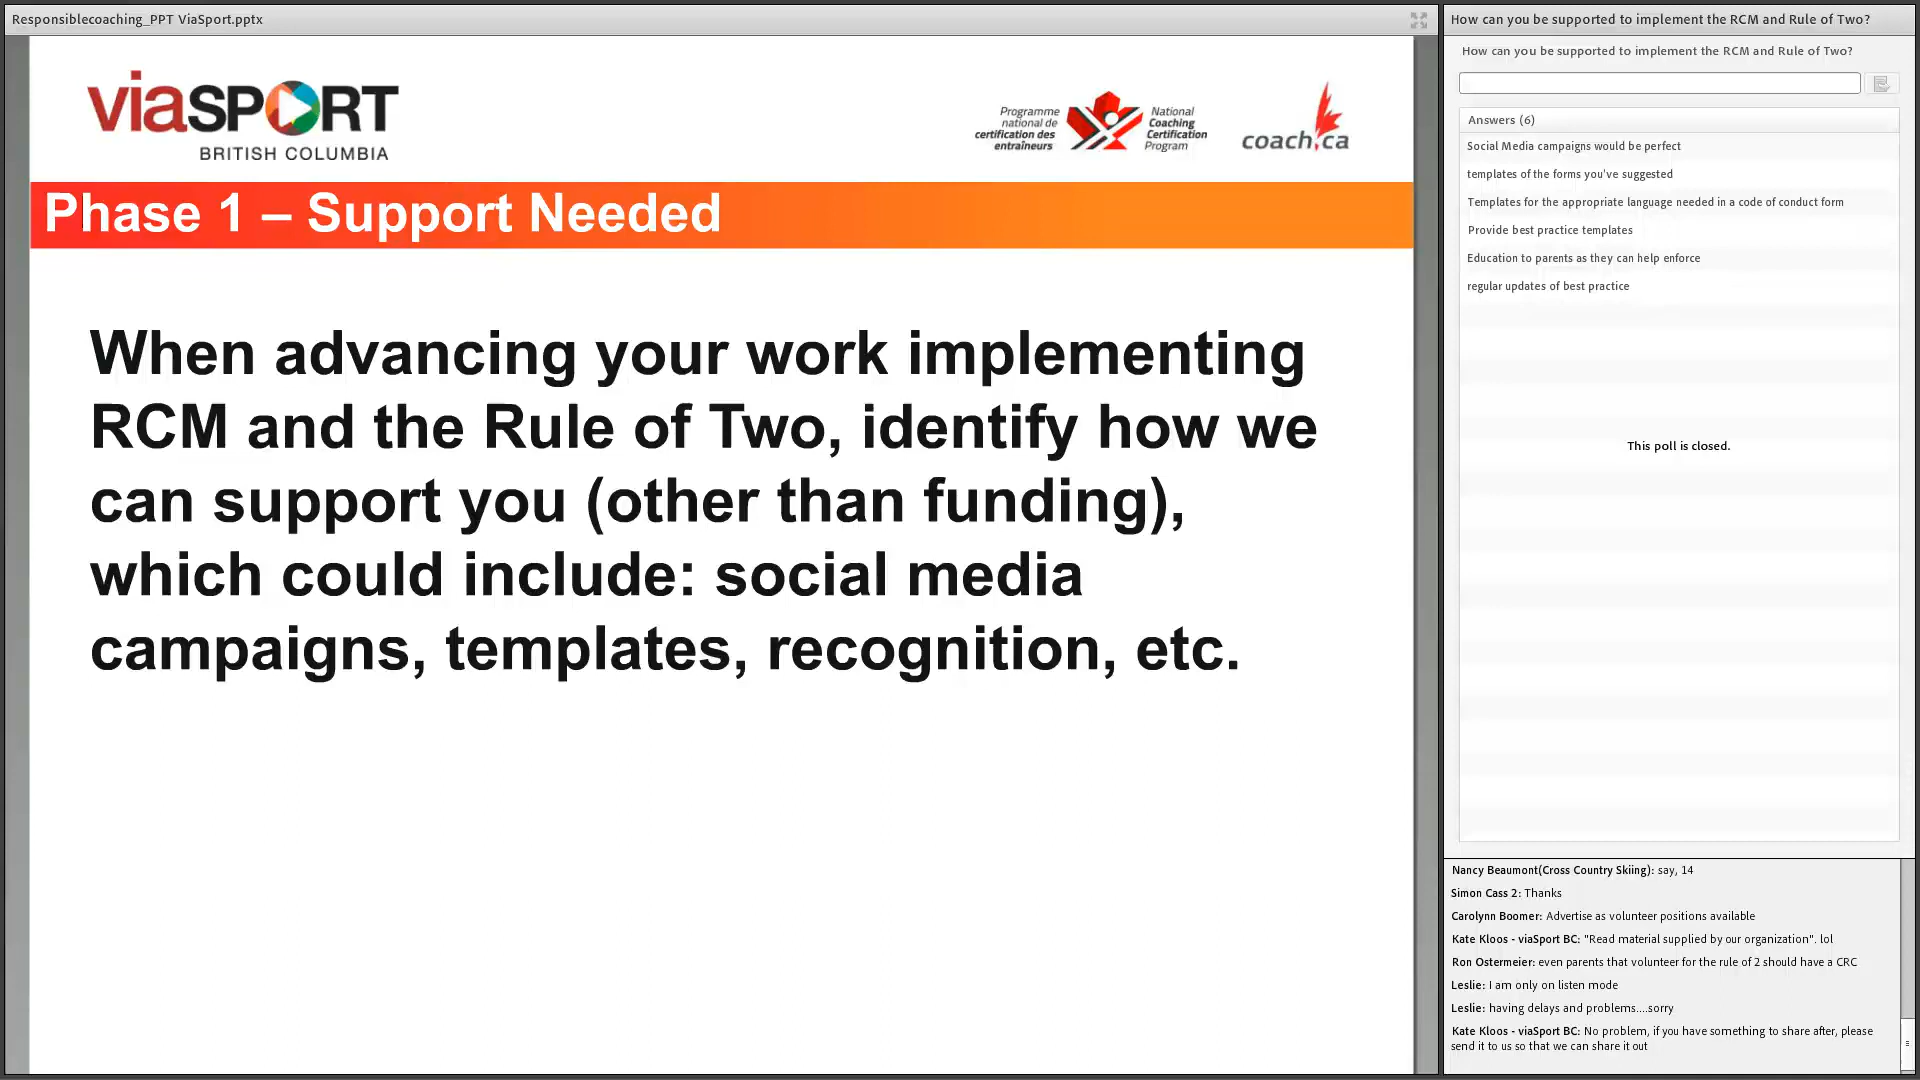 Responsiblecoaching_PPT ViaSport.pptx
viaSPORT
BRITISH COLUMBIA
Programme
national de
certification des
entraîneurs
National
Coaching
Certification
Program
coach.ca
Phase 1 – Support Needed
When advancing your work implementing
RCM and the Rule of Two, identify how we
can support you (other than funding),
which could include: social media
campaigns, templates, recognition, etc.
How can you be supported to implement the RCM and Rule of Two?
How can you be supported to implement the RCM and Rule of Two?
Answers (6)
Social Media campaigns would be perfect
templates of the forms you've suggested
Templates for the appropriate language needed in a code of conduct form
Provide best practice templates
Education to parents as they can help enforce
regular updates of best practice
This poll is closed.
Nancy Beaumont(Cross Country Skiing): say, 14
Simon Cass 2: Thanks
Carolynn Boomer: Advertise as volunteer positions available
Kate Kloos - viaSport BC: "Read material supplied by our organization". lol
Ron Ostermeier: even parents that volunteer for the rule of 2 should have a CRC
Leslie: I am only on listen mode
Leslie: having delays and problems....sorry
Kate Kloos - viaSport BC: No problem, if you have something to share after, please
send it to us so that we can share it out